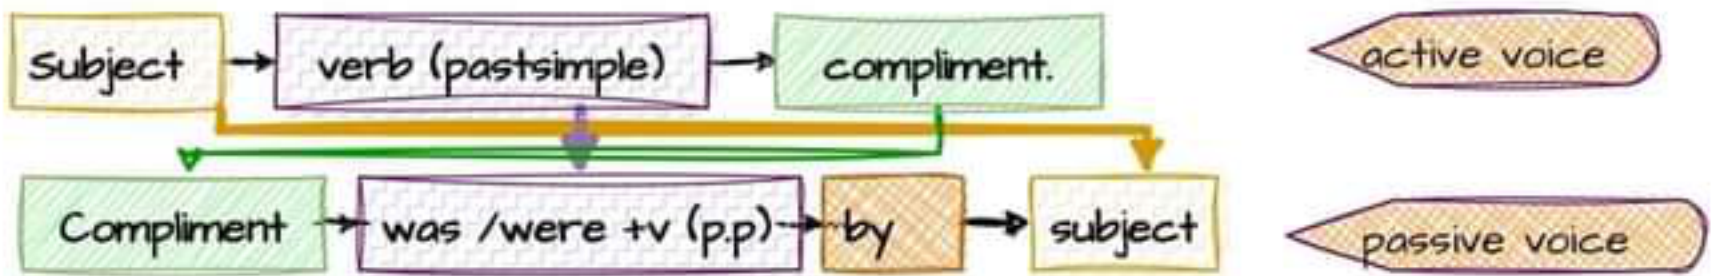 Subject verb (pastsimple) compliment. active voice
Compliment was /were +v (p.p) by subject passive voice